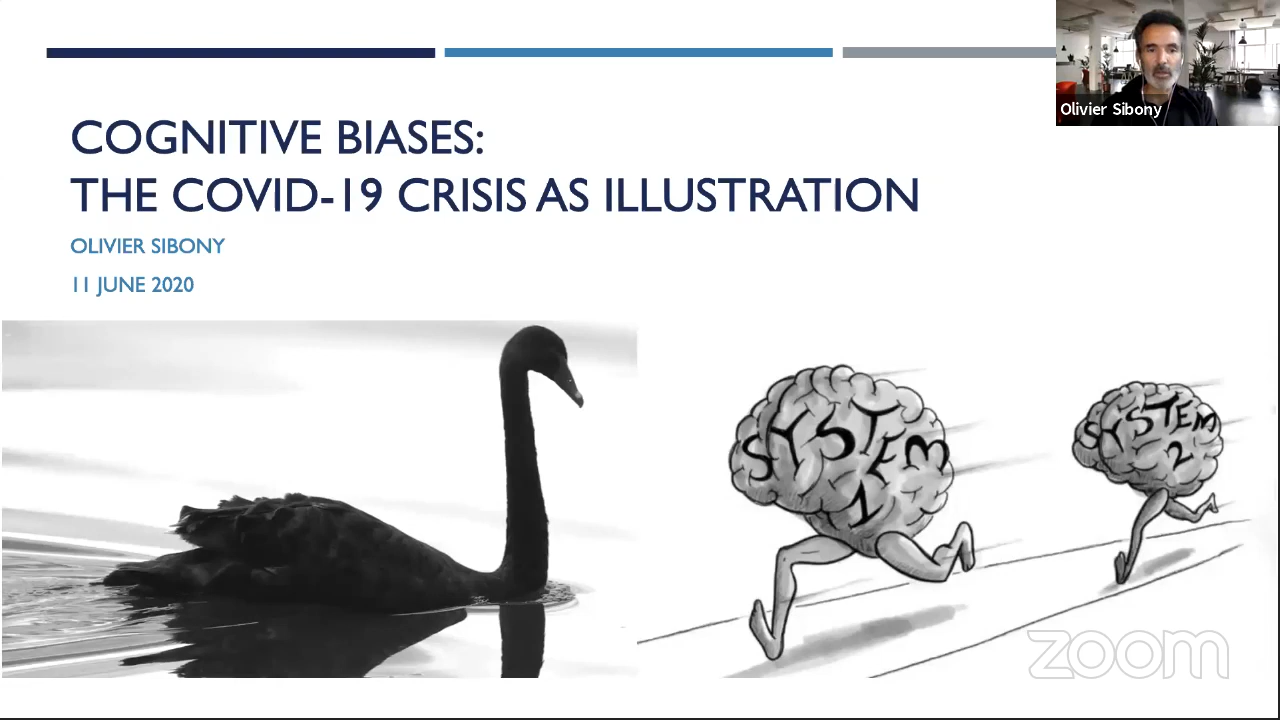 COGNITIVE BIASES:
THE COVID-19 CRISIS AS ILLUSTRATION
OLIVIER SIBONY
11 JUNE 2020
Olivier Sibony
SYSTEM
1
SYSTEM
2
zoom